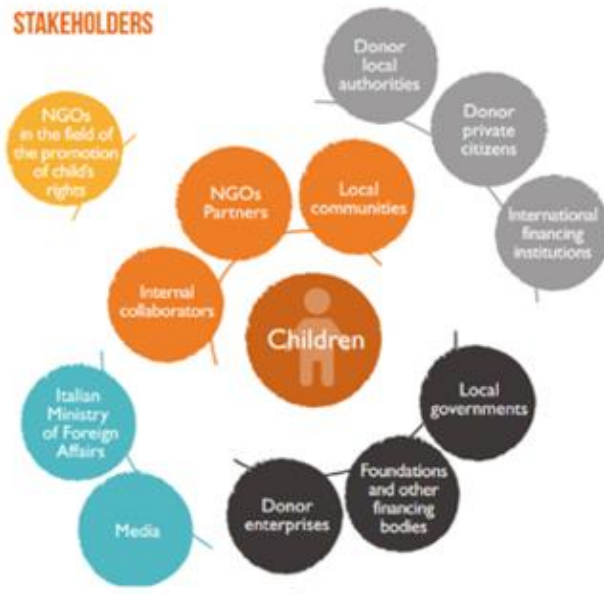 STAKEHOLDERS
Donor
local
authorities
NGOs
in the field of
the promotion
of child's
rights
Donor
private
citizens
NGOs
Partners
Local
communities
International
financing
institutions
Internal
collaborators
Children
Italian
Ministry
of Foreign
Affairs
Local
governments
Foundations
and other
financing
bodies
Donor
enterprises
Media